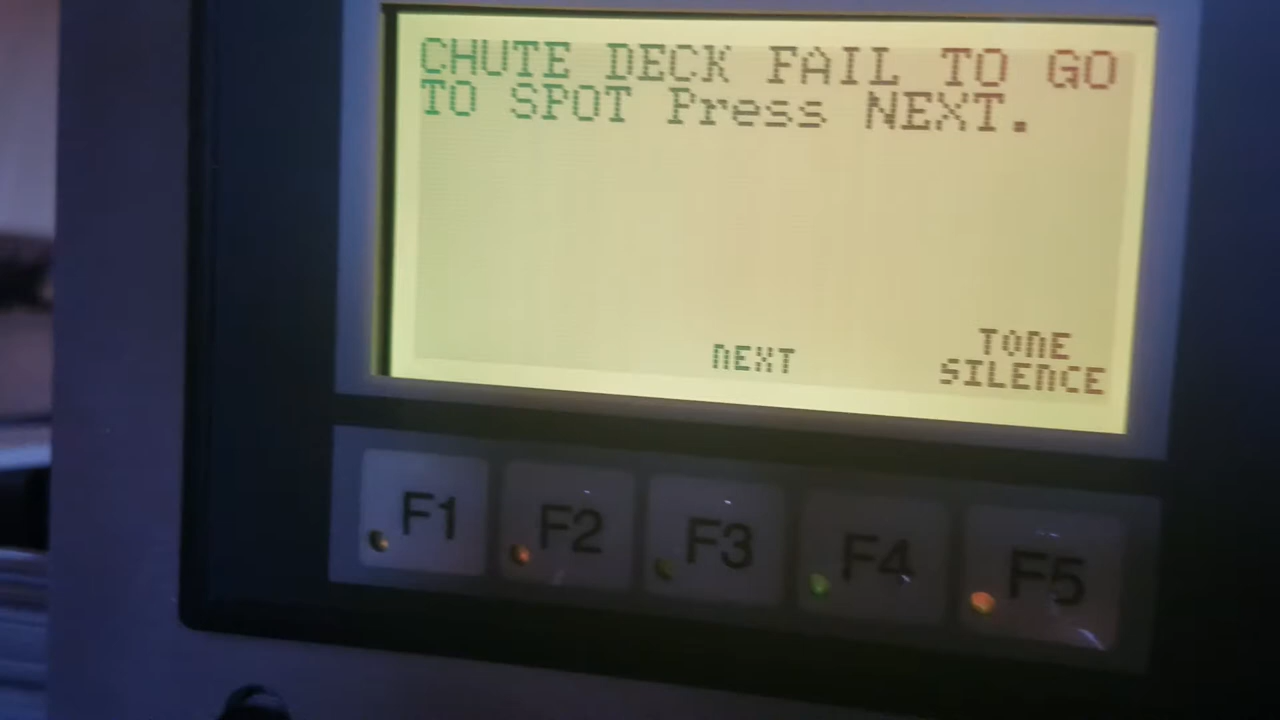 CHUTE DECK FAIL TO GO
TO SPOT Press NEXT.
NEXT
TONE
SILENCE
F1 F2 F3 F4 F5